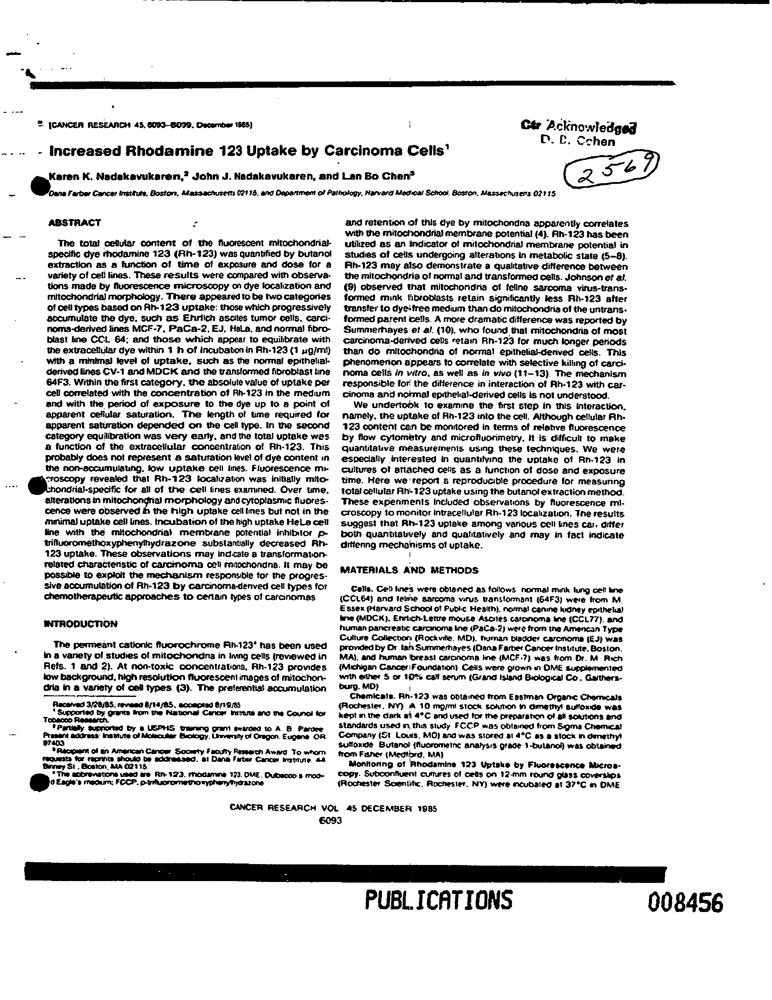 [CANCER RESEARCH 45, 6093-6099, December 1985]
Ctr Acknowledged
D. B. Cohen
2569
Increased Rhodamine 123 Uptake by Carcinoma Cells¹
Karen K. Nadakavukaren,² John J. Nadakavukaren, and Lan Bo Chen³
Dana Farber Cancer Institute, Boston, Massachusetts 02115, and Department of Pathology, Harvard Medical School, Boston, Massachusetts 02115
ABSTRACT
The total cellular content of the fluorescent mitochondrial-
specific dye rhodamine 123 (Rh-123) was quantified by butanol
extraction as a function of time of exposure and dose for a
variety of cell lines. These results were compared with observa-
tions made by fluorescence microscopy on dye localization and
mitochondrial morphology. There appeared to be two categories
of cell types based on Rh-123 uptake: those which progressively
accumulate the dye, such as Ehrlich ascites tumor cells, carci-
noma-derived lines MCF-7, PaCa-2, EJ, HeLa, and normal fibro-
blast line CCL 64; and those which appear to equilibrate with
the extracellular dye within 1 h of incubation in Rh-123 (1 µg/ml)
with a minimal level of uptake, such as the normal epithelial-
derived lines CV-1 and MDCK and the transformed fibroblast line
64F3. Within the first category, the absolute value of uptake per
cell correlated with the concentration of Rh-123 in the medium
and with the period of exposure to the dye up to a point of
apparent cellular saturation. The length of time required for
apparent saturation depended on the cell type. In the second
category equilibration was very early, and the total uptake was
a function of the extracellular concentration of Rh-123. This
probably does not represent a saturation level of dye content in
the non-accumulating, low uptake cell lines. Fluorescence mi-
croscopy revealed that Rh-123 localization was initially mito-
chondrial-specific for all of the cell lines examined. Over time,
alterations in mitochondrial morphology and cytoplasmic fluores-
cence were observed in the high uptake cell lines but not in the
minimal uptake cell lines. Incubation of the high uptake HeLa cell
line with the mitochondrial membrane potential inhibitor p-
trifluoromethoxyphenylhydrazone substantially decreased Rh-
123 uptake. These observations may indicate a transformation-
related characteristic of carcinoma cell mitochondria. It may be
possible to exploit the mechanism responsible for the progres-
sive accumulation of Rh-123 by carcinoma-derived cell types for
chemotherapeutic approaches to certain types of carcinomas
INTRODUCTION
The permeant cationic fluorochrome Rh-123⁴ has been used
in a variety of studies of mitochondria in living cells (reviewed in
Refs. 1 and 2). At non-toxic concentrations, Rh-123 provides
low background, high resolution fluorescent images of mitochon-
dria in a variety of cell types (3). The preferential accumulation
Received 3/28/85, revised 8/14/85, accepted 8/19/85
¹ Supported by grants from the National Cancer Institute and the Council for
Tobacco Research.
² Partially supported by a USPHS training grant awarded to A B Pardee
Present address Institute of Molecular Biology, University of Oregon, Eugene OR
97403
³ Recipient of an American Cancer Society Faculty Research Award To whom
requests for reprints should be addressed, at Dana Farber Cancer Institute, 44
Binney St, Boston, MA 02115
⁴ The abbreviations used are Rh-123, rhodamine 123, DME, Dulbecco's modi-
d Eagle's medium; FCCP, p-trifluoromethoxyphenylhydrazone
and retention of this dye by mitochondria apparently correlates
with the mitochondrial membrane potential (4). Rh-123 has been
utilized as an indicator of mitochondrial membrane potential in
studies of cells undergoing alterations in metabolic state (5-8).
Rh-123 may also demonstrate a qualitative difference between
the mitochondria of normal and transformed cells. Johnson et al.
(9) observed that mitochondria of feline sarcoma virus-trans-
formed mink fibroblasts retain significantly less Rh-123 after
transfer to dye-free medium than do mitochondria of the untrans-
formed parent cells. A more dramatic difference was reported by
Summerhayes et al. (10), who found that mitochondria of most
carcinoma-derived cells retain Rh-123 for much longer periods
than do mitochondria of normal epithelial-derived cells. This
phenomenon appears to correlate with selective killing of carci-
noma cells in vitro, as well as in vivo (11-13). The mechanism
responsible for the difference in interaction of Rh-123 with car-
cinoma and normal epithelial-derived cells is not understood.
We undertook to examine the first step in this interaction,
namely, the uptake of Rh-123 into the cell. Although cellular Rh-
123 content can be monitored in terms of relative fluorescence
by flow cytometry and microfluorimetry, it is difficult to make
quantitative measurements using these techniques. We were
especially interested in quantifying the uptake of Rh-123 in
cultures of attached cells as a function of dose and exposure
time. Here we report a reproducible procedure for measuring
total cellular Rh-123 uptake using the butanol extraction method.
These experiments included observations by fluorescence mi-
croscopy to monitor intracellular Rh-123 localization. The results
suggest that Rh-123 uptake among various cell lines can differ
both quantitatively and qualitatively and may in fact indicate
differing mechanisms of uptake.
MATERIALS AND METHODS
Cells. Cell lines were obtained as follows normal mink lung cell line
(CCL64) and feline sarcoma virus transformant (64F3) were from M
Essex (Harvard School of Public Health), normal canine kidney epithelial
line (MDCK), Ehrlich-Lettre mouse Ascites carcinoma line (CCL77), and
human pancreatic carcinoma line (PaCa-2) were from the American Type
Culture Collection (Rockville, MD), human bladder carcinoma (EJ) was
provided by Dr Ian Summerhayes (Dana Farber Cancer Institute, Boston,
MA), and human breast carcinoma line (MCF-7) was from Dr. M Rich
(Michigan Cancer Foundation) Cells were grown in DME supplemented
with either 5 or 10% calf serum (Grand Island Biological Co, Gaithers-
burg, MD)
Chemicals. Rh-123 was obtained from Eastman Organic Chemicals
(Rochester, NY) A 10 mg/ml stock solution in dimethyl sulfoxide was
kept in the dark at 4°C and used for the preparation of all solutions and
standards used in this study FCCP was obtained from Sigma Chemical
Company (St Louis, MO) and was stored at 4°C as a stock in dimethyl
sulfoxide Butanol (fluorometric analysis grade 1-butanol) was obtained
from Fisher (Medford, MA)
Monitoring of Rhodamine 123 Uptake by Fluorescence Micros-
copy. Subconfluent cultures of cells on 12-mm round glass coverslips
(Rochester Scientific, Rochester, NY) were incubated at 37°C in DME
CANCER RESEARCH VOL 45 DECEMBER 1985
6093
PUBLICATIONS
008456